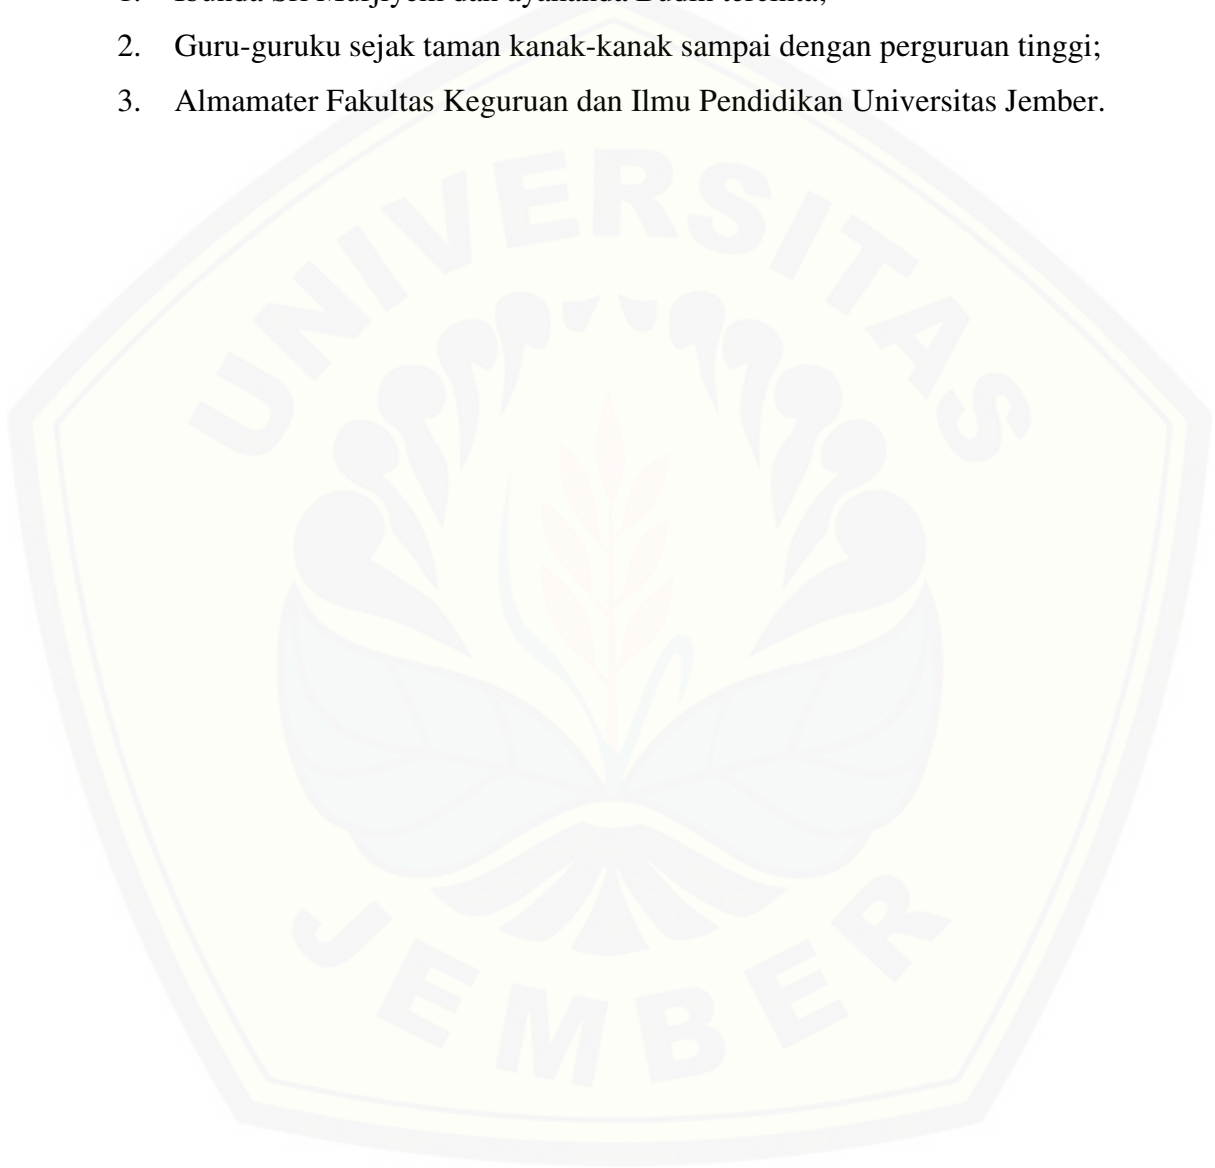 2. Guru-guruku sejak taman kanak-kanak sampai dengan perguruan tinggi;
3. Almamater Fakultas Keguruan dan Ilmu Pendidikan Universitas Jember.
UNIVERSITAS
JEMBER